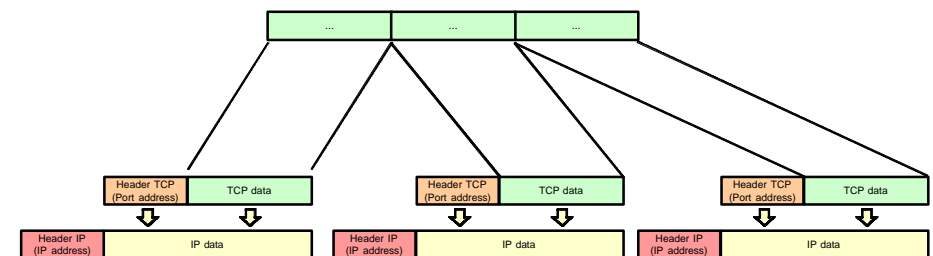 ...
...
...
Header TCP
(Port address)
TCP data
Header TCP
(Port address)
TCP data
Header TCP
(Port address)
TCP data
Header IP
(IP address)
IP data
Header IP
(IP address)
IP data
Header IP
(IP address)
IP data